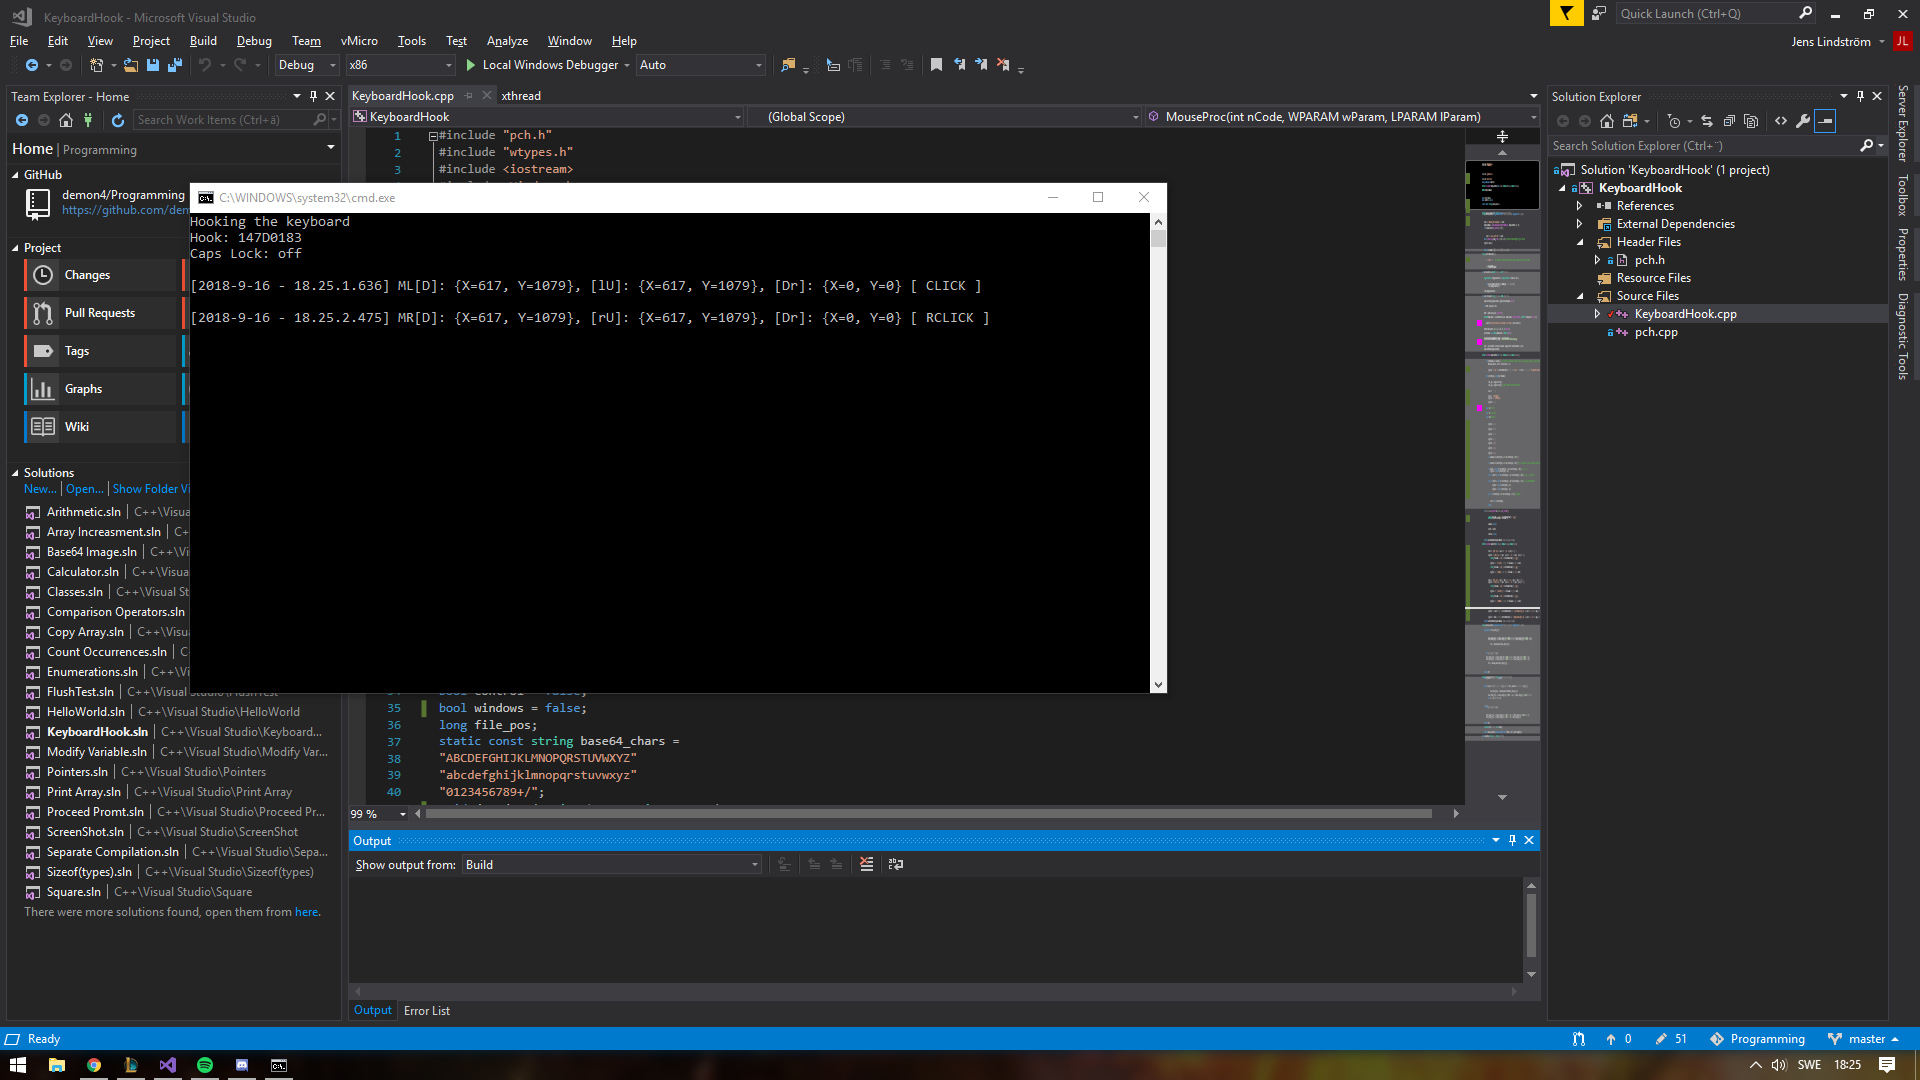 KeyboardHook - Microsoft Visual Studio
Quick Launch (Ctrl+Q)
File Edit View Project Build Debug Team vMicro Tools Test Analyze Window Help
Jens Lindström JL
Debug x86 Local Windows Debugger Auto
Team Explorer - Home
Search Work Items (Ctrl+ä)
Home | Programming
GitHub
demon4/Programming
https://github.com/dem
Project
Changes
Pull Requests
Tags
Graphs
Wiki
Solutions
New... | Open... | Show Folder Vi
Arithmetic.sln | C++\Visua
Array Increasment.sln | C+
Base64 Image.sln | C++\Vi
Calculator.sln | C++\Visua
Classes.sln | C++\Visual St
Comparison Operators.sln
Copy Array.sln | C++\Visu
Count Occurrences.sln | C
Enumerations.sln | C++\Vi
FlushTest.sln | C++\Visual Studio\FlushTest
HelloWorld.sln | C++\Visual Studio\HelloWorld
KeyboardHook.sln | C++\Visual Studio\Keyboard...
Modify Variable.sln | C++\Visual Studio\Modify Var...
Pointers.sln | C++\Visual Studio\Pointers
Print Array.sln | C++\Visual Studio\Print Array
Proceed Promt.sln | C++\Visual Studio\Proceed Pr...
ScreenShot.sln | C++\Visual Studio\ScreenShot
Separate Compilation.sln | C++\Visual Studio\Sepa...
Sizeof(types).sln | C++\Visual Studio\Sizeof(types)
Square.sln | C++\Visual Studio\Square
There were more solutions found, open them from here.
KeyboardHook.cpp xthread
KeyboardHook (Global Scope) MouseProc(int nCode, WPARAM wParam, LPARAM lParam)
1 #include "pch.h"
2 #include "wtypes.h"
3 #include <iostream>
C:\WINDOWS\system32\cmd.exe
Hooking the keyboard
Hook: 147D0183
Caps Lock: off
[2018-9-16 - 18.25.1.636] ML[D]: {X=617, Y=1079}, [lU]: {X=617, Y=1079}, [Dr]: {X=0, Y=0} [ CLICK ]
[2018-9-16 - 18.25.2.475] MR[D]: {X=617, Y=1079}, [rU]: {X=617, Y=1079}, [Dr]: {X=0, Y=0} [ RCLICK ]
35 bool windows = false;
36 long file_pos;
37 static const string base64_chars =
38 "ABCDEFGHIJKLMNOPQRSTUVWXYZ"
39 "abcdefghijklmnopqrstuvwxyz"
40 "0123456789+/";
99 %
Output
Show output from: Build
Output Error List
Solution Explorer
Search Solution Explorer (Ctrl+¨)
Solution 'KeyboardHook' (1 project)
KeyboardHook
References
External Dependencies
Header Files
pch.h
Resource Files
Source Files
KeyboardHook.cpp
pch.cpp
Server Explorer
Toolbox
Properties
Diagnostic Tools
Ready 0 51 Programming master
SWE 18:25